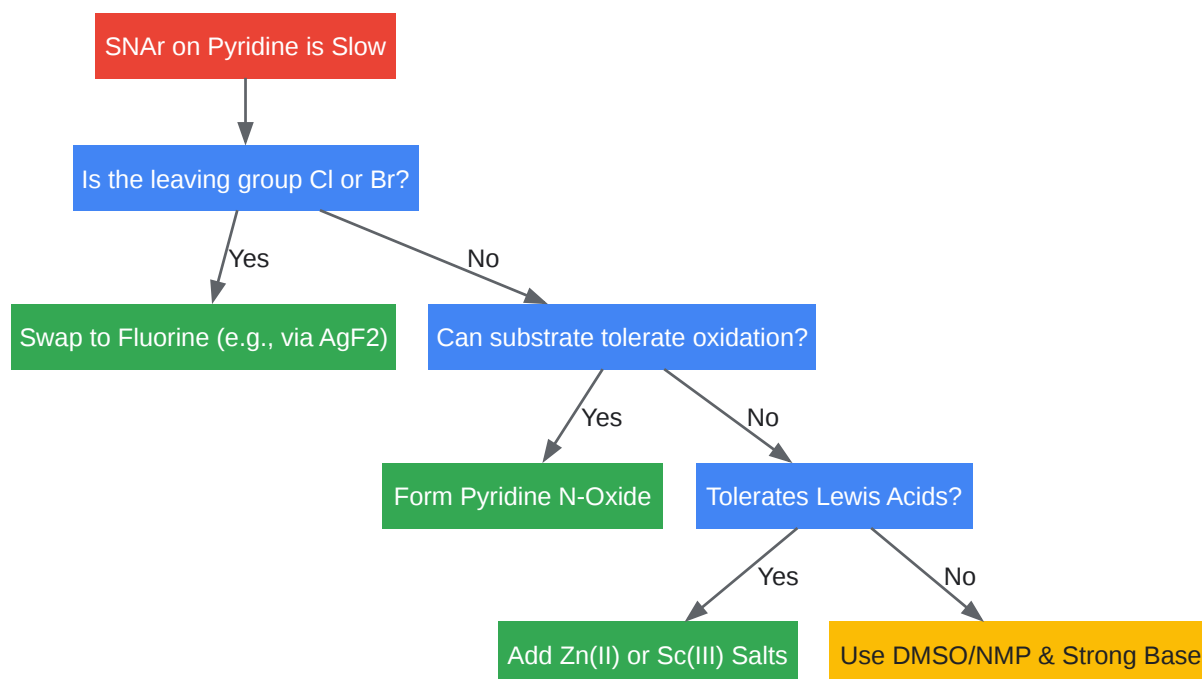 SNAr on Pyridine is Slow
Is the leaving group Cl or Br?
Yes
No
Swap to Fluorine (e.g., via AgF2)
Can substrate tolerate oxidation?
Yes
No
Form Pyridine N-Oxide
Tolerates Lewis Acids?
Yes
No
Add Zn(II) or Sc(III) Salts
Use DMSO/NMP & Strong Base